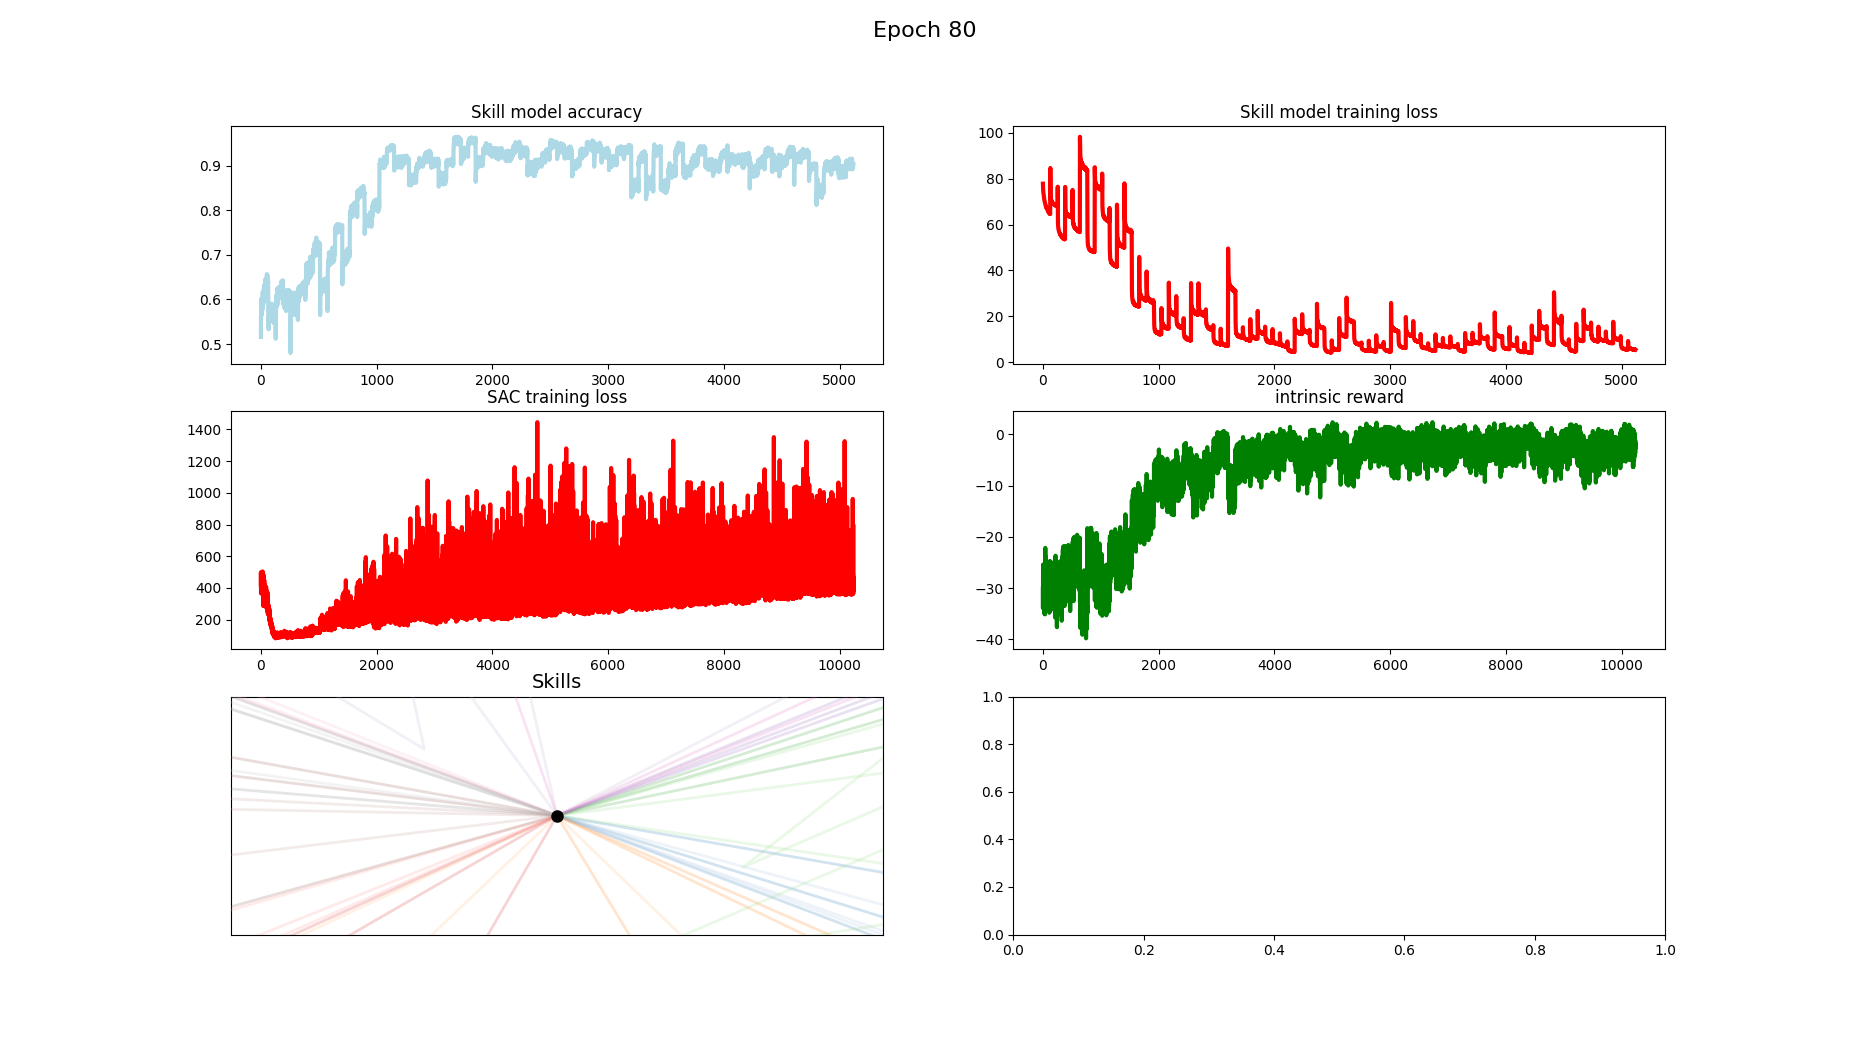 Epoch 80
Skill model accuracy
0.9
0.8
0.7
0.6
0.5
0 1000 2000 3000 4000 5000
Skill model training loss
100
80
60
40
20
0
0 1000 2000 3000 4000 5000
SAC training loss
1400
1200
1000
800
600
400
200
0 2000 4000 6000 8000 10000
intrinsic reward
0
−10
−20
−30
−40
0 2000 4000 6000 8000 10000
Skills
1.0
0.8
0.6
0.4
0.2
0.0
0.0 0.2 0.4 0.6 0.8 1.0